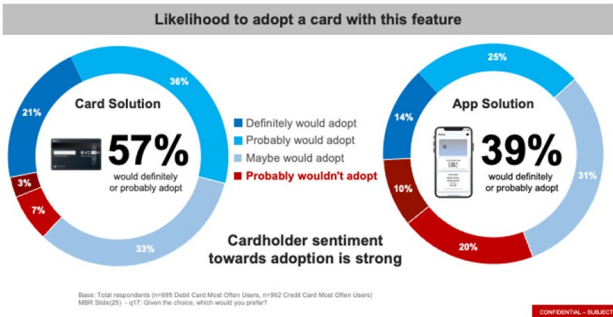 Likelihood to adopt a card with this feature
36%
25%
21%
Card Solution
57%
would definitely
or probably adopt
3%
7%
33%
Definitely would adopt
Probably would adopt
Maybe would adopt
Probably wouldn't adopt
14%
App Solution
39%
would definitely
or probably adopt
31%
10%
20%
Cardholder sentiment
towards adoption is strong
Base: Total respondents (n=695 Debit Card Most Often Users, n=962 Credit Card Most Often Users)
MBR Slide(25) - q17: Given the choice, which would you prefer?
CONFIDENTIAL – SUBJECT